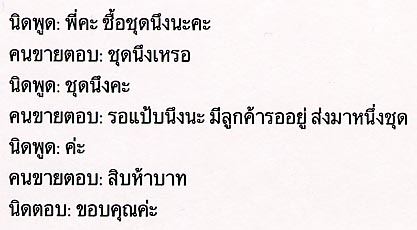 นิดพูด: พี่คะ ซื้อชุดนึงนะคะ
คนขายตอบ: ชุดนึงเหรอ
นิดพูด: ชุดนึงคะ
คนขายตอบ: รอแป้บนึงนะ มีลูกค้ารออยู่ ส่งมาหนึ่งชุด
นิดพูด: ค่ะ
คนขายตอบ: สิบห้าบาท
นิดตอบ: ขอบคุณค่ะ